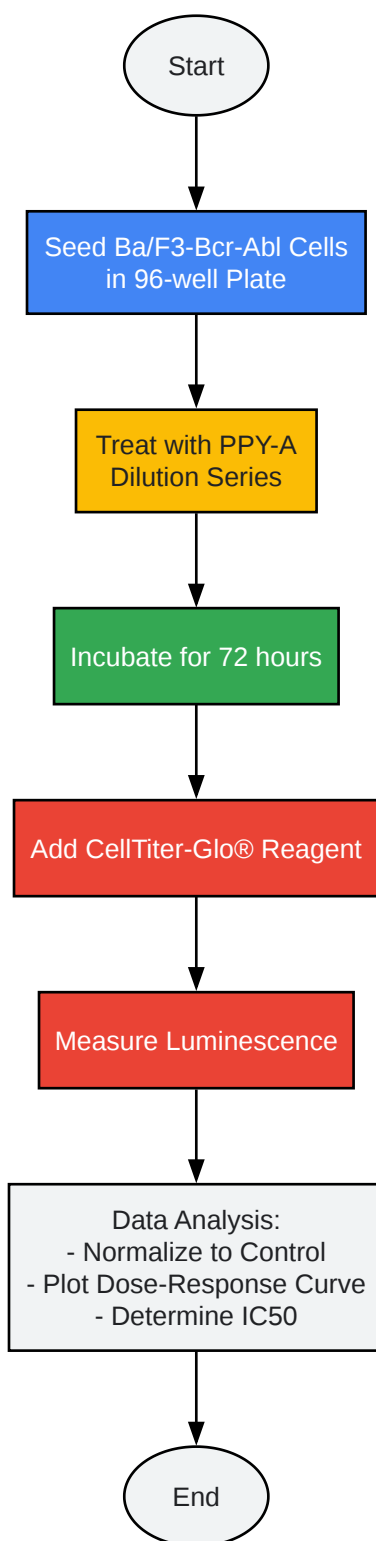 Start
Seed Ba/F3-Bcr-Abl Cells
in 96-well Plate
Treat with PPY-A
Dilution Series
Incubate for 72 hours
Add CellTiter-Glo® Reagent
Measure Luminescence
Data Analysis:
- Normalize to Control
- Plot Dose-Response Curve
- Determine IC50
End